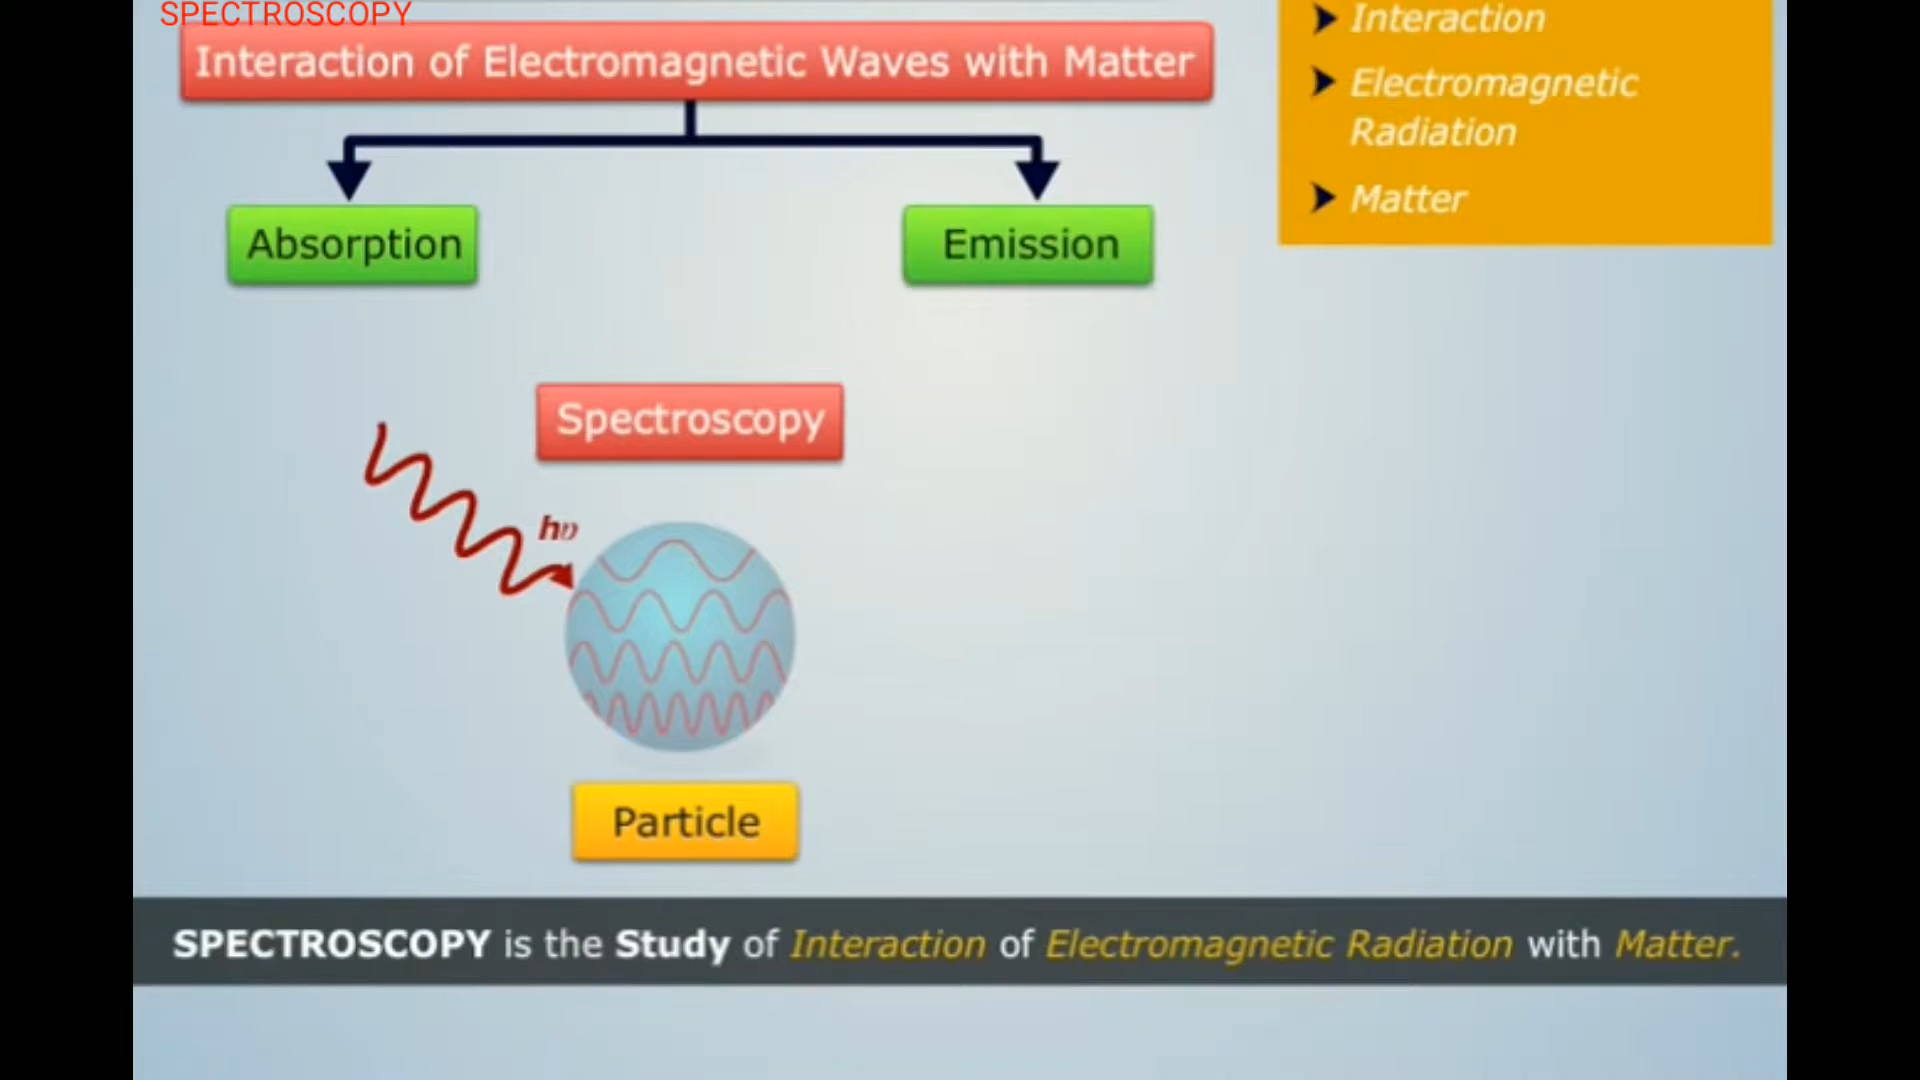 SPECTROSCOPY
Interaction of Electromagnetic Waves with Matter
Absorption
Emission
Interaction
Electromagnetic
Radiation
Matter
Spectroscopy
hυ
Particle
SPECTROSCOPY is the Study of Interaction of Electromagnetic Radiation with Matter.